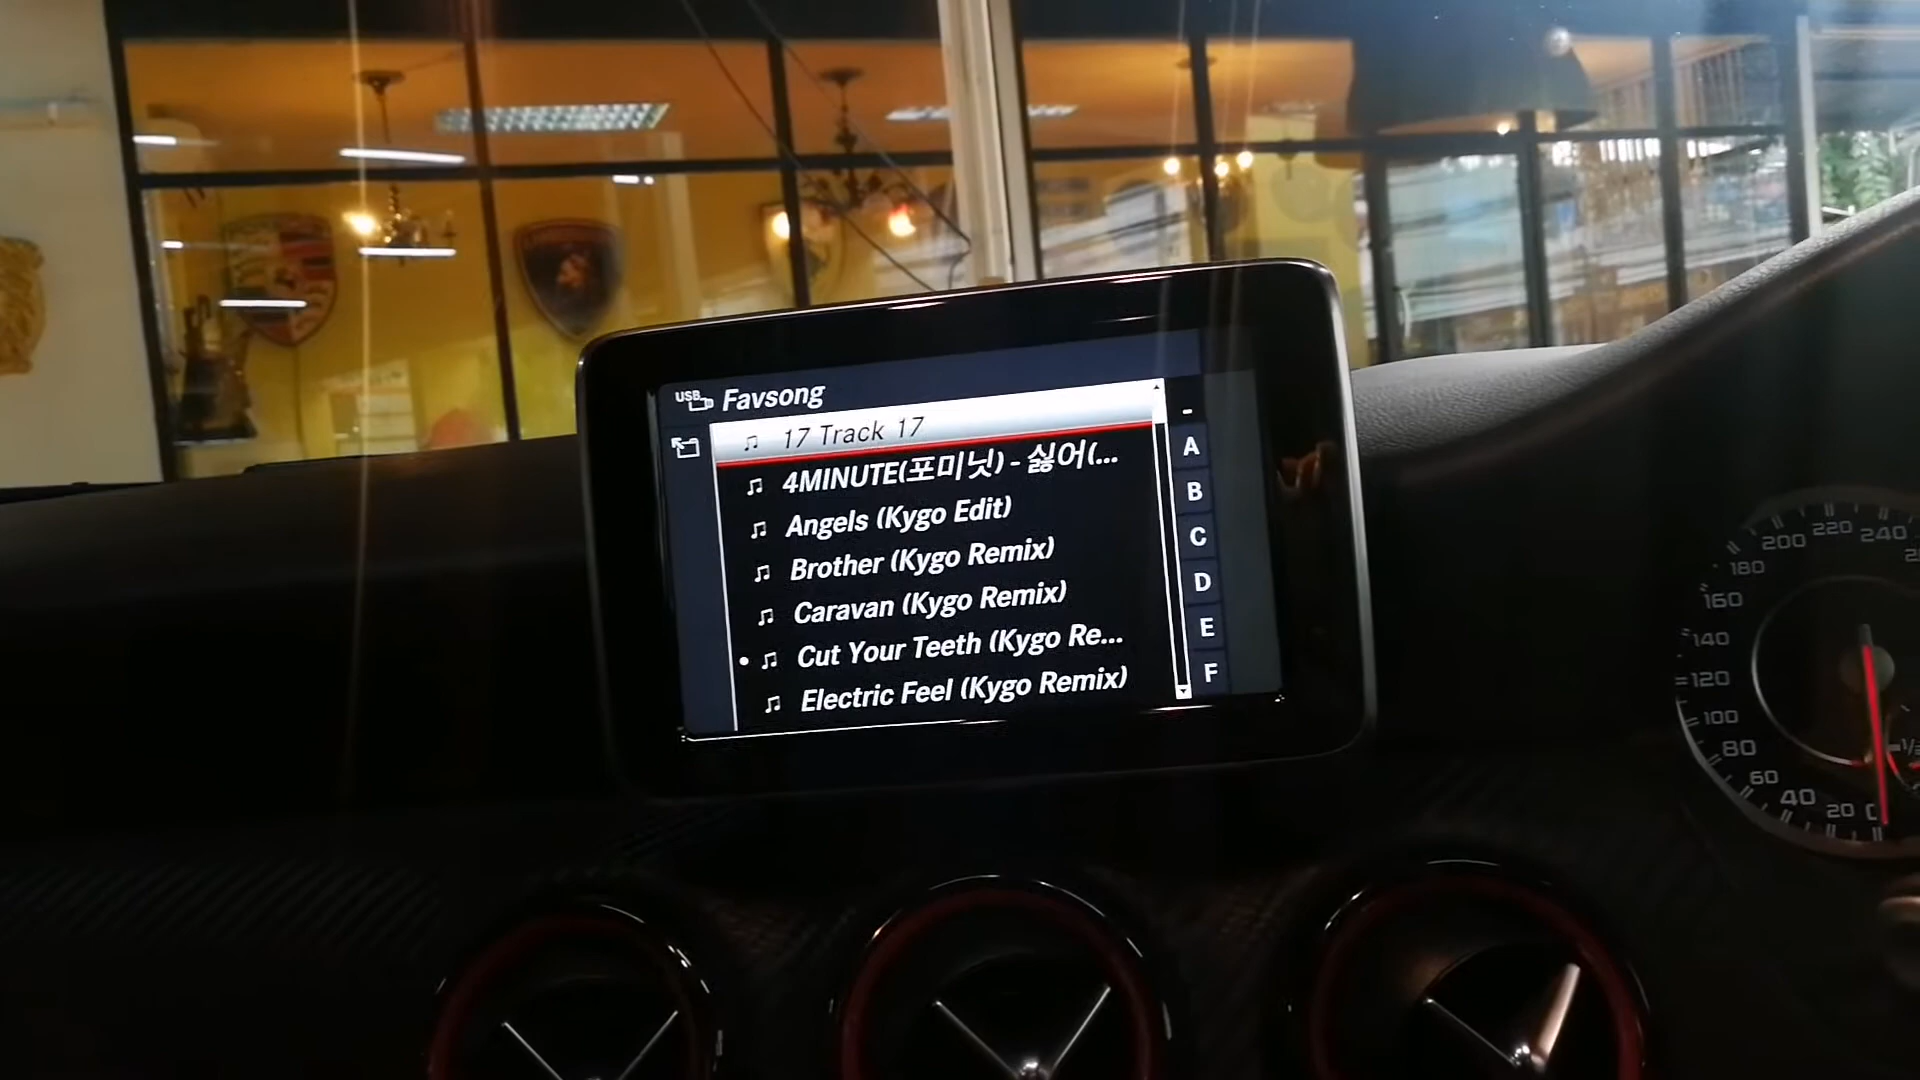 USB Favsong
17 Track 17
4MINUTE(포미닛) - 싫어(...
Angels (Kygo Edit)
Brother (Kygo Remix)
Caravan (Kygo Remix)
Cut Your Teeth (Kygo Re...
Electric Feel (Kygo Remix)
-
A
B
C
D
E
F
240
220
200
180
160
140
120
100
80
60
40
20